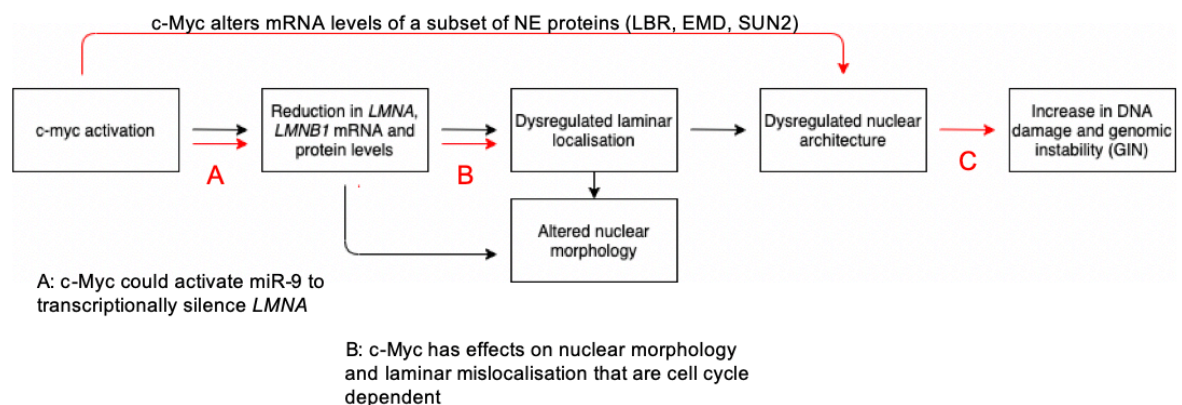 c-Myc alters mRNA levels of a subset of NE proteins (LBR, EMD, SUN2)
c-myc activation
Reduction in LMNA,
LMNB1 mRNA and
protein levels
Dysregulated laminar
localisation
Dysregulated nuclear
architecture
Increase in DNA
damage and genomic
instability (GIN)
A
B
C
Altered nuclear
morphology
A: c-Myc could activate miR-9 to
transcriptionally silence LMNA
B: c-Myc has effects on nuclear morphology
and laminar mislocalisation that are cell cycle
dependent